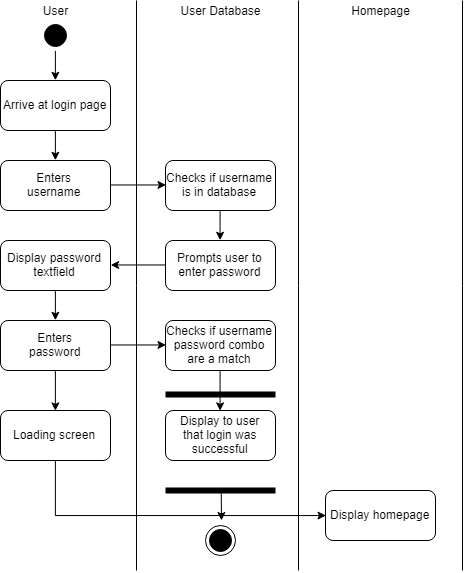 User
User Database
Homepage
Arrive at login page
Enters
username
Checks if username
is in database
Display password
textfield
Prompts user to
enter password
Enters
password
Checks if username
password combo
are a match
Loading screen
Display to user
that login was
successful
Display homepage